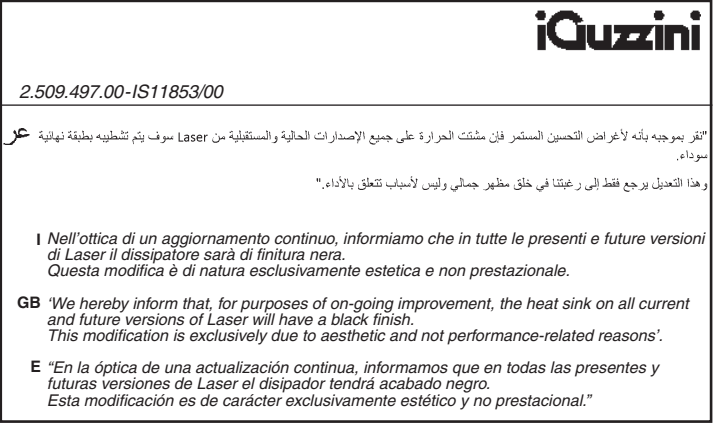 iGuzzini
2.509.497.00-IS11853/00
عر "نقر بموجبه بأنه لأغراض التحسين المستمر فإن مشتت الحرارة على جميع الإصدارات الحالية والمستقبلية من Laser سوف يتم تشطيبه بطبقة نهائية
سوداء.
وهذا التعديل يرجع فقط إلى رغبتنا في خلق مظهر جمالي وليس لأسباب تتعلق بالأداء."
I Nell'ottica di un aggiornamento continuo, informiamo che in tutte le presenti e future versioni
di Laser il dissipatore sarà di finitura nera.
Questa modifica è di natura esclusivamente estetica e non prestazionale.
GB 'We hereby inform that, for purposes of on-going improvement, the heat sink on all current
and future versions of Laser will have a black finish.
This modification is exclusively due to aesthetic and not performance-related reasons'.
E "En la óptica de una actualización continua, informamos que en todas las presentes y
futuras versiones de Laser el disipador tendrá acabado negro.
Esta modificación es de carácter exclusivamente estético y no prestacional."